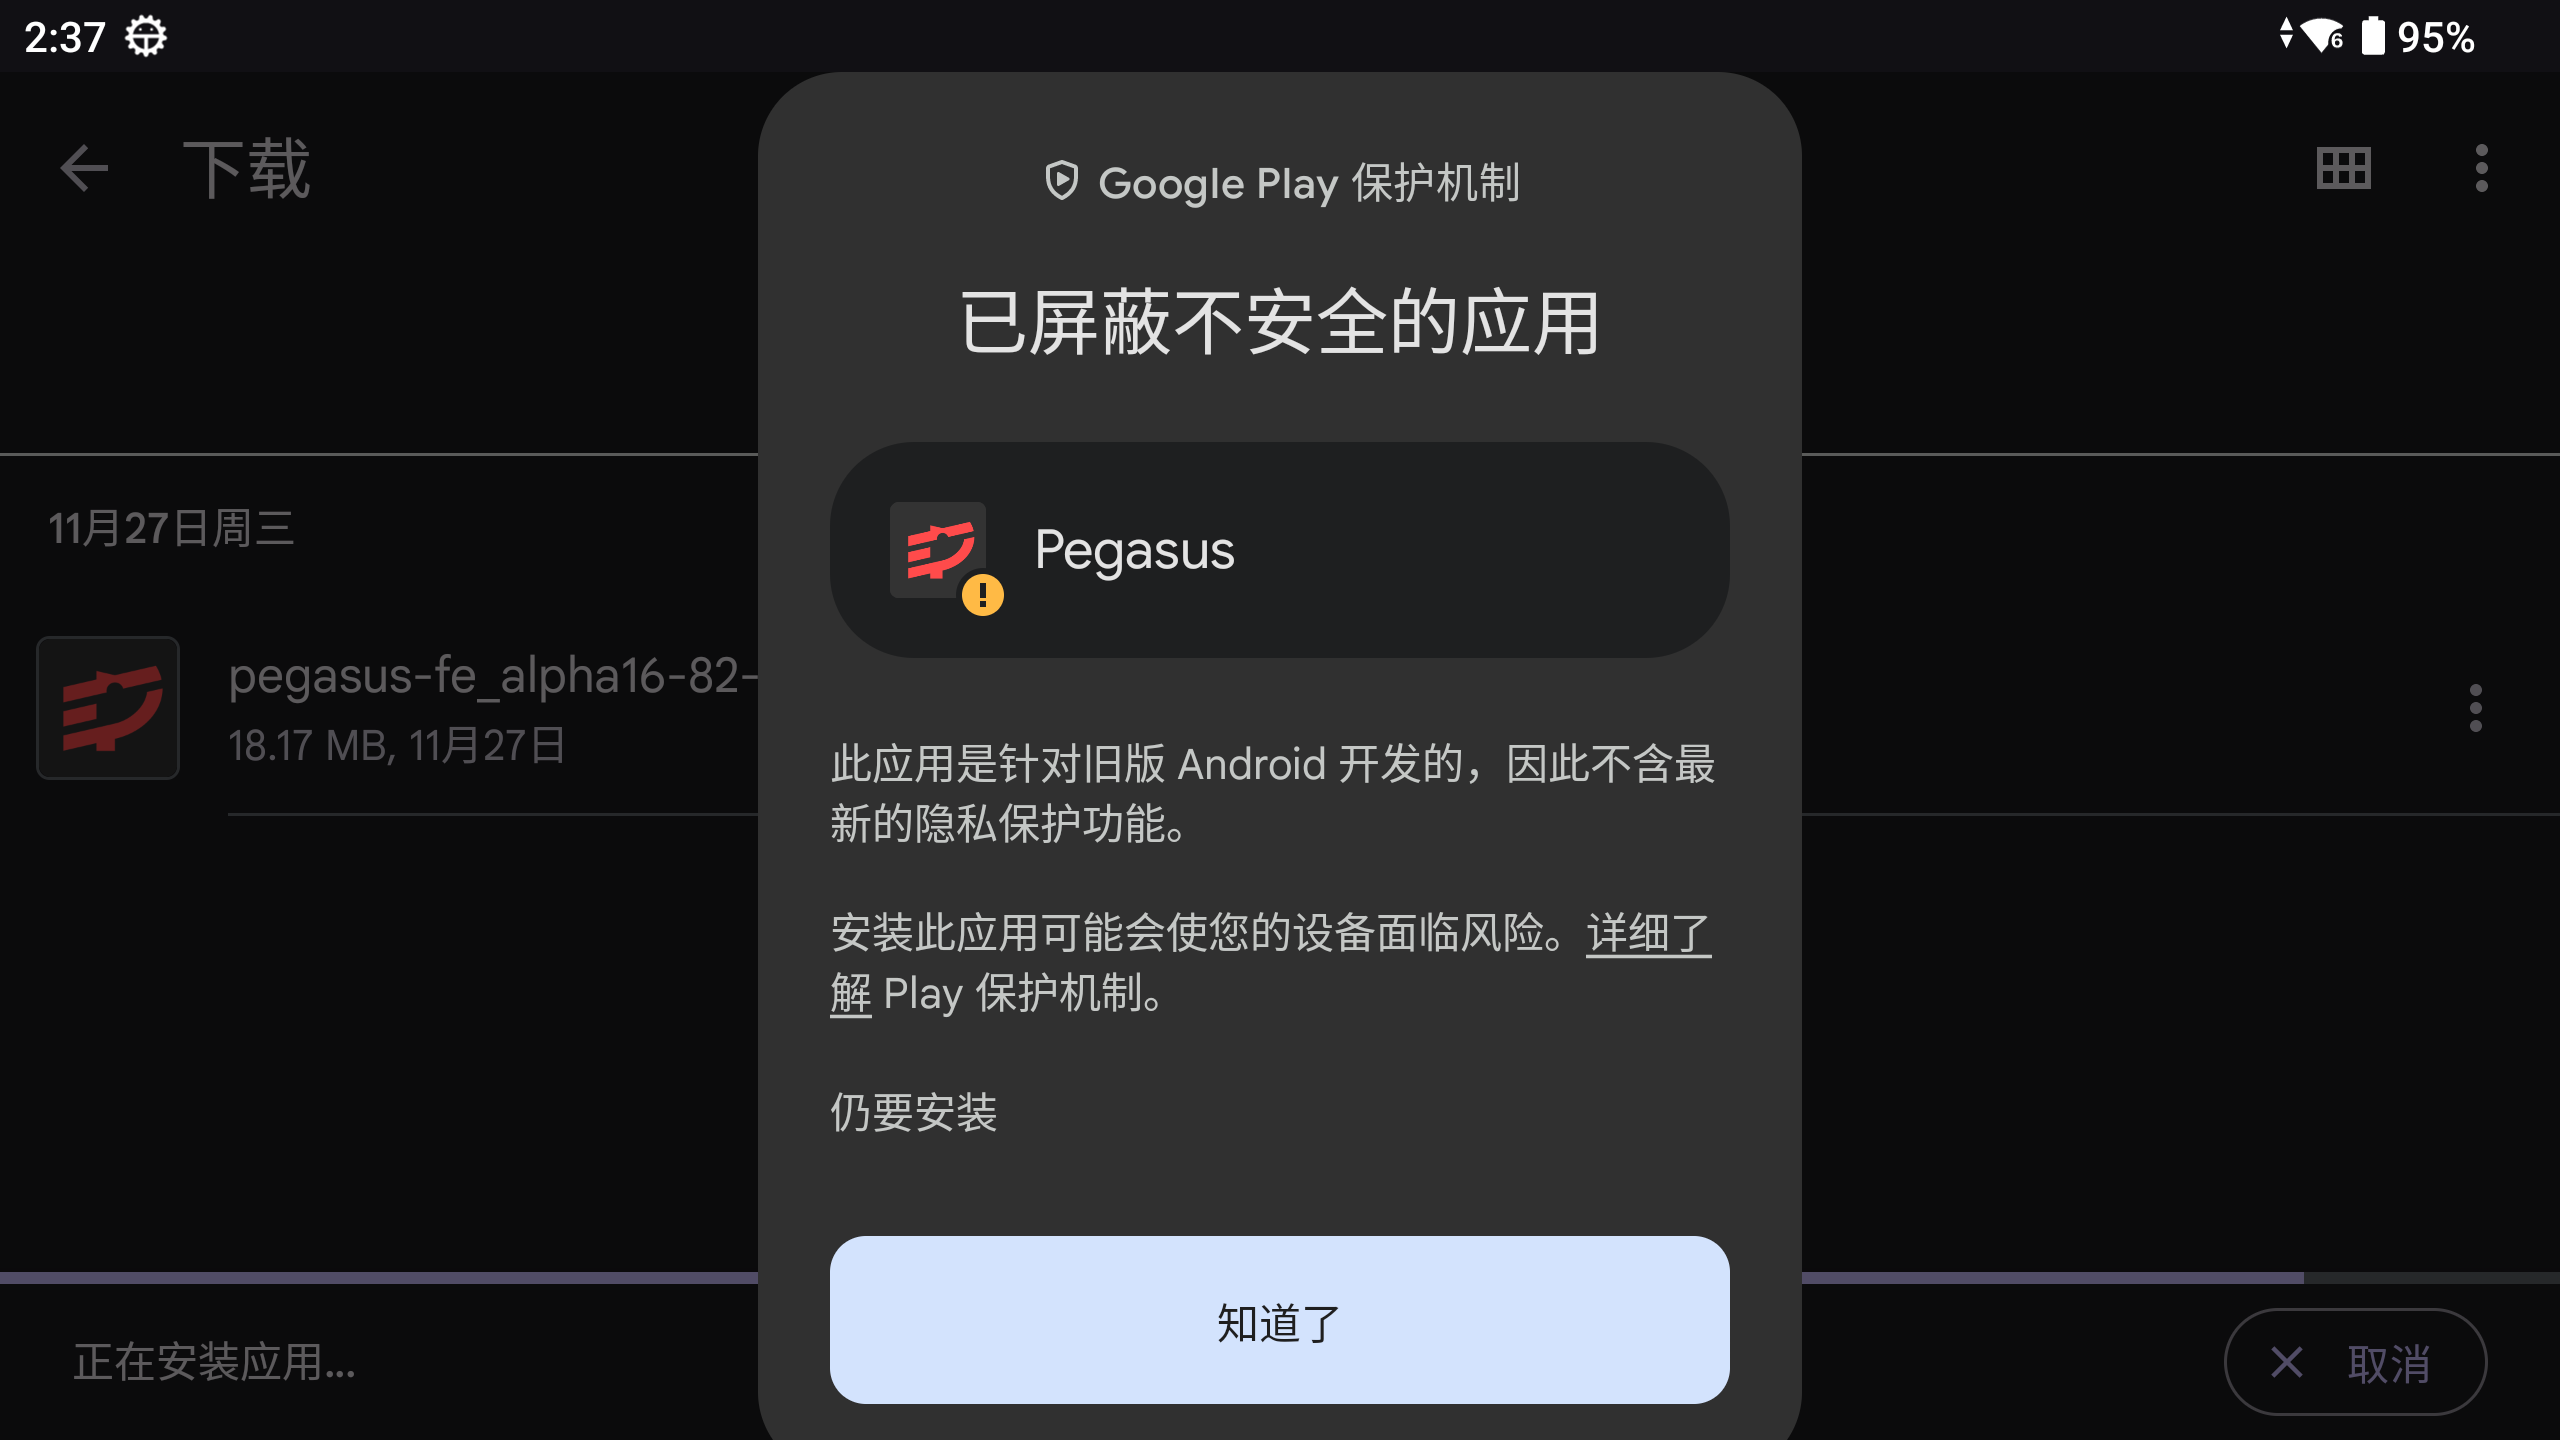 2:37
6 95%
下载
11月27日周三
pegasus-fe_alpha16-82-
18.17 MB, 11月27日
Google Play 保护机制
已屏蔽不安全的应用
Pegasus
此应用是针对旧版 Android 开发的，因此不含最
新的隐私保护功能。
安装此应用可能会使您的设备面临风险。详细了
解 Play 保护机制。
仍要安装
知道了
正在安装应用...
取消